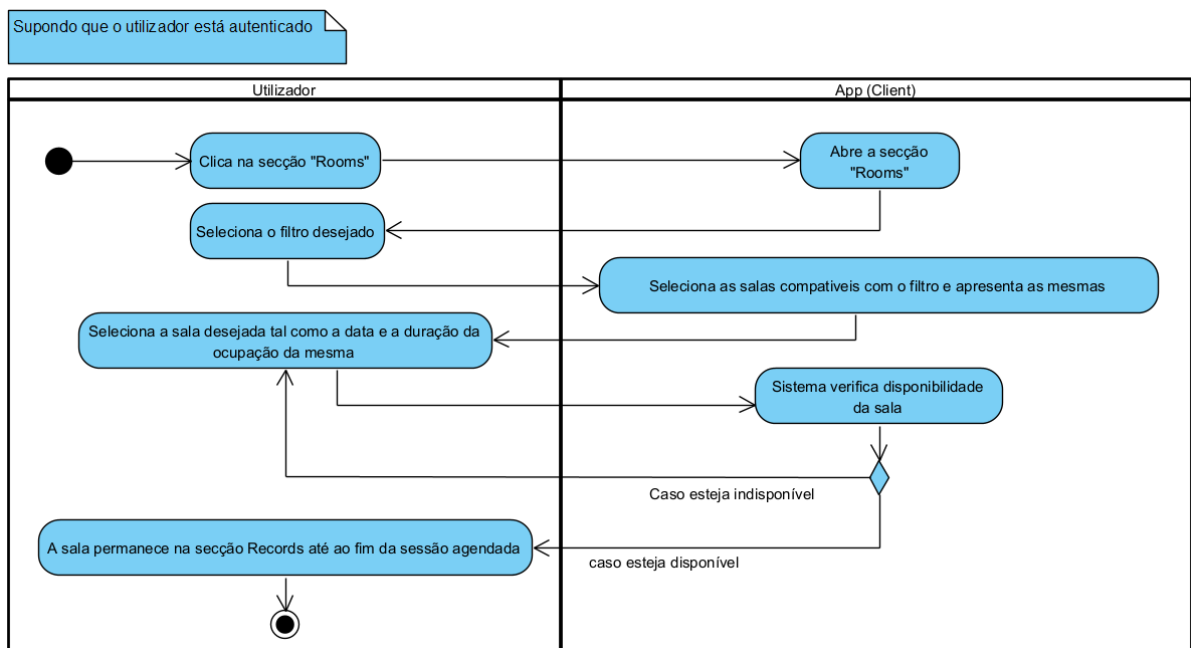 Supondo que o utilizador está autenticado
Utilizador
App (Client)
Clica na secção "Rooms"
Abre a secção
"Rooms"
Seleciona o filtro desejado
Seleciona as salas compativeis com o filtro e apresenta as mesmas
Seleciona a sala desejada tal como a data e a duração da
ocupação da mesma
Sistema verifica disponibilidade
da sala
Caso esteja indisponível
A sala permanece na secção Records até ao fim da sessão agendada
caso esteja disponível